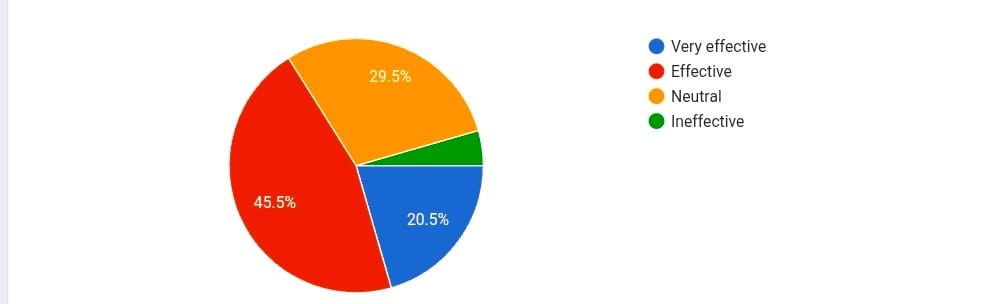 29.5%
45.5%
20.5%
Very effective
Effective
Neutral
Ineffective